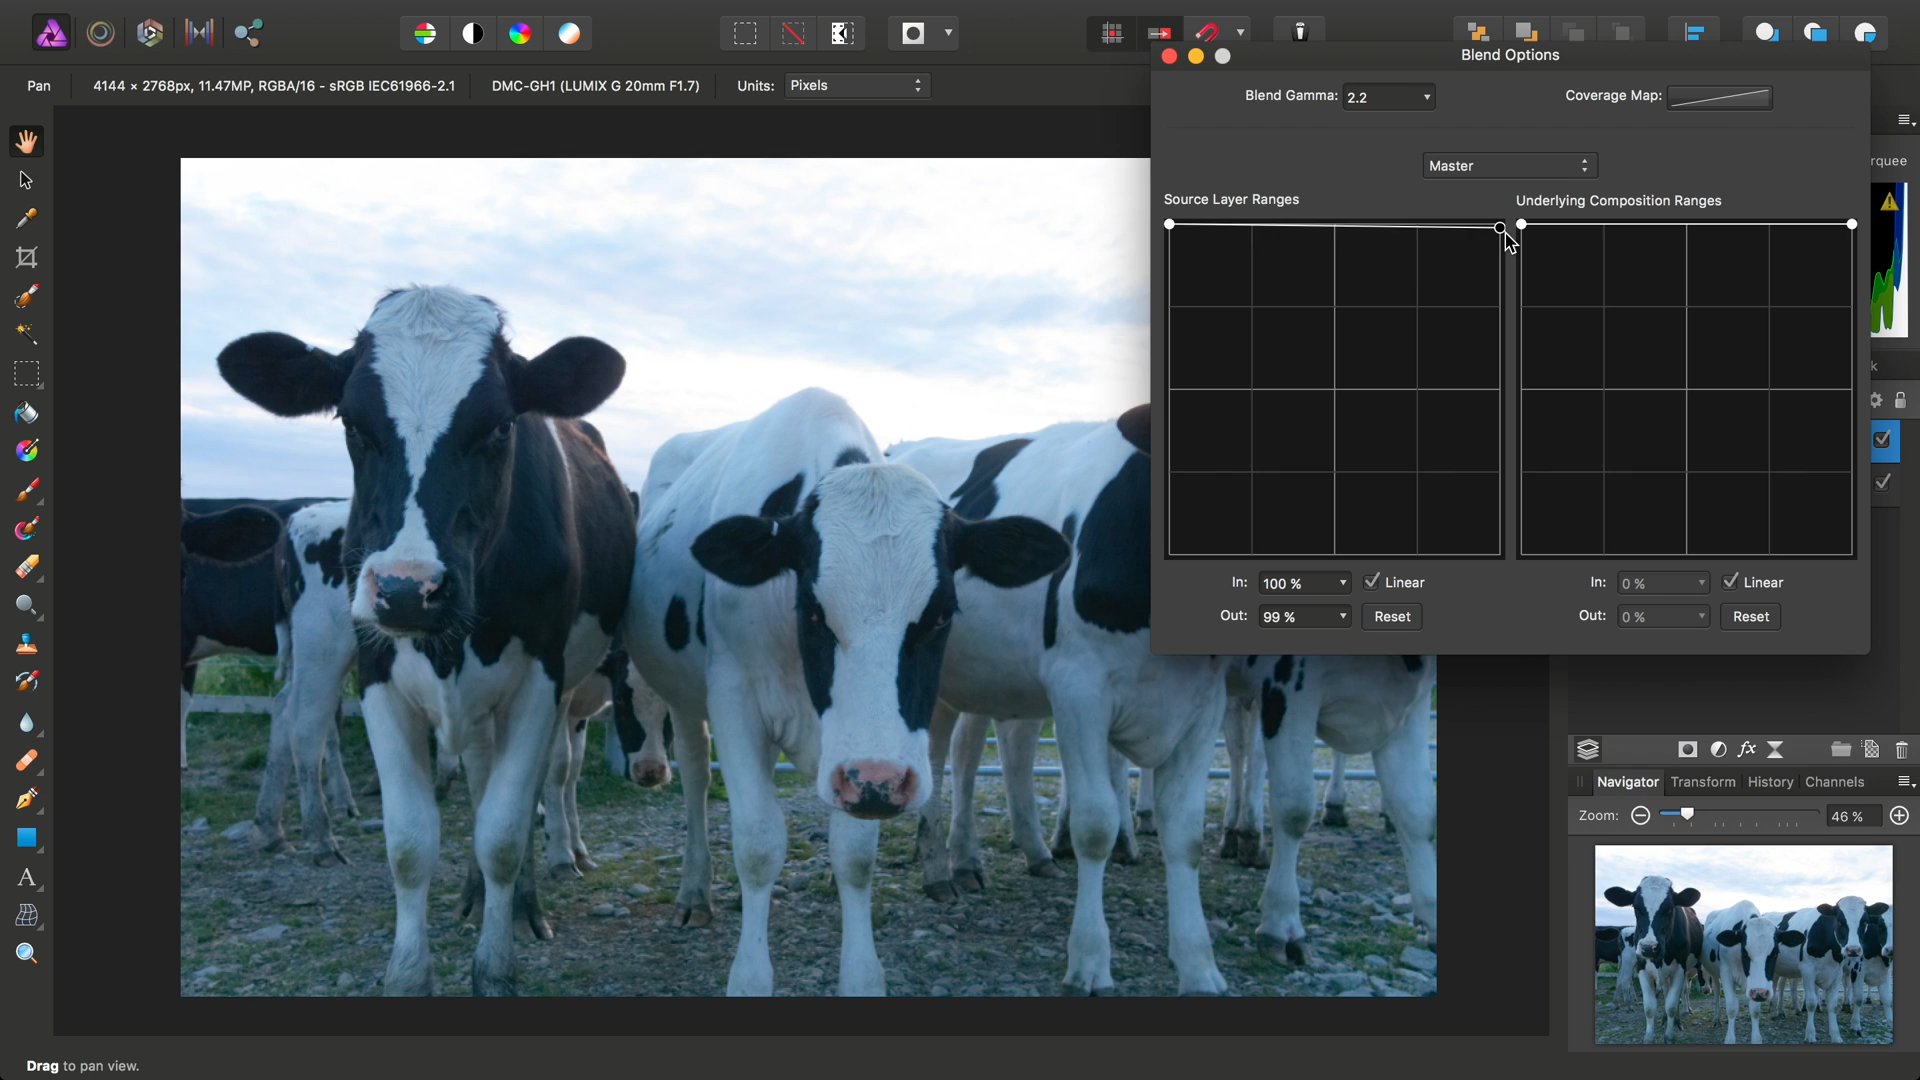 Blend Options
Pan
4144 × 2768px, 11.47MP, RGBA/16 - sRGB IEC61966-2.1
DMC-GH1 (LUMIX G 20mm F1.7)
Units: Pixels
Blend Gamma: 2.2
Coverage Map:
rquee
Master
Source Layer Ranges
Underlying Composition Ranges
k
In: 100 % Linear
In: 0 % Linear
Out: 99 % Reset
Out: 0 % Reset
fx
Navigator Transform History Channels
Zoom: 46 %
A
Drag to pan view.